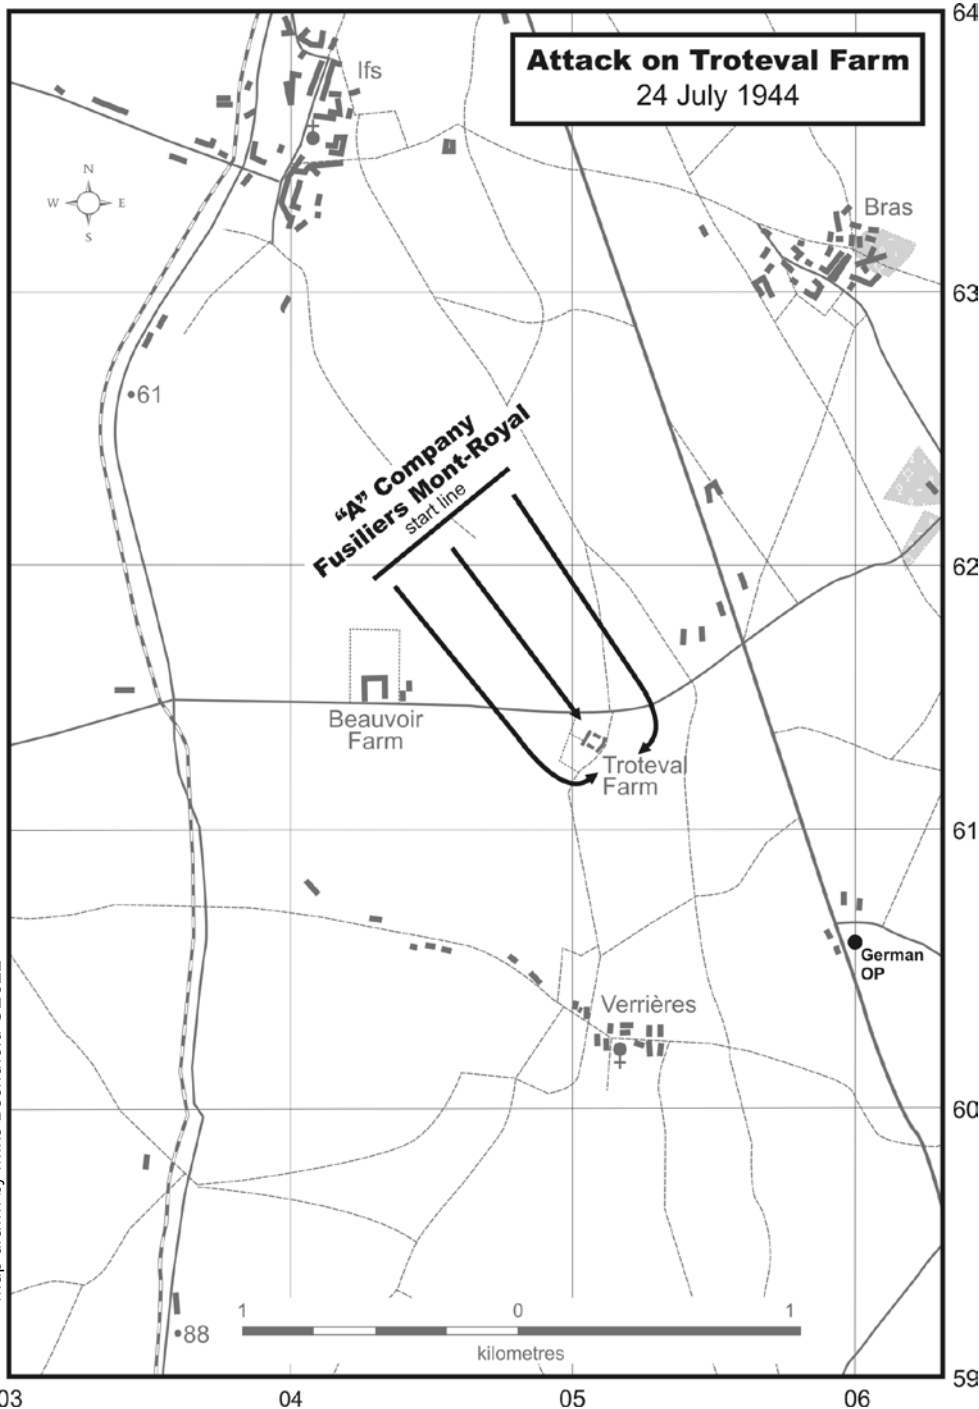 64
Attack on Troteval Farm
24 July 1944
Ifs
N
W E
S
Bras
63
61
"A" Company
Fusiliers Mont-Royal
start line
62
Beauvoir
Farm
Troteval
Farm
61
German
OP
Verrières
60
1 0 1
kilometres
88
59
03 04 05 06